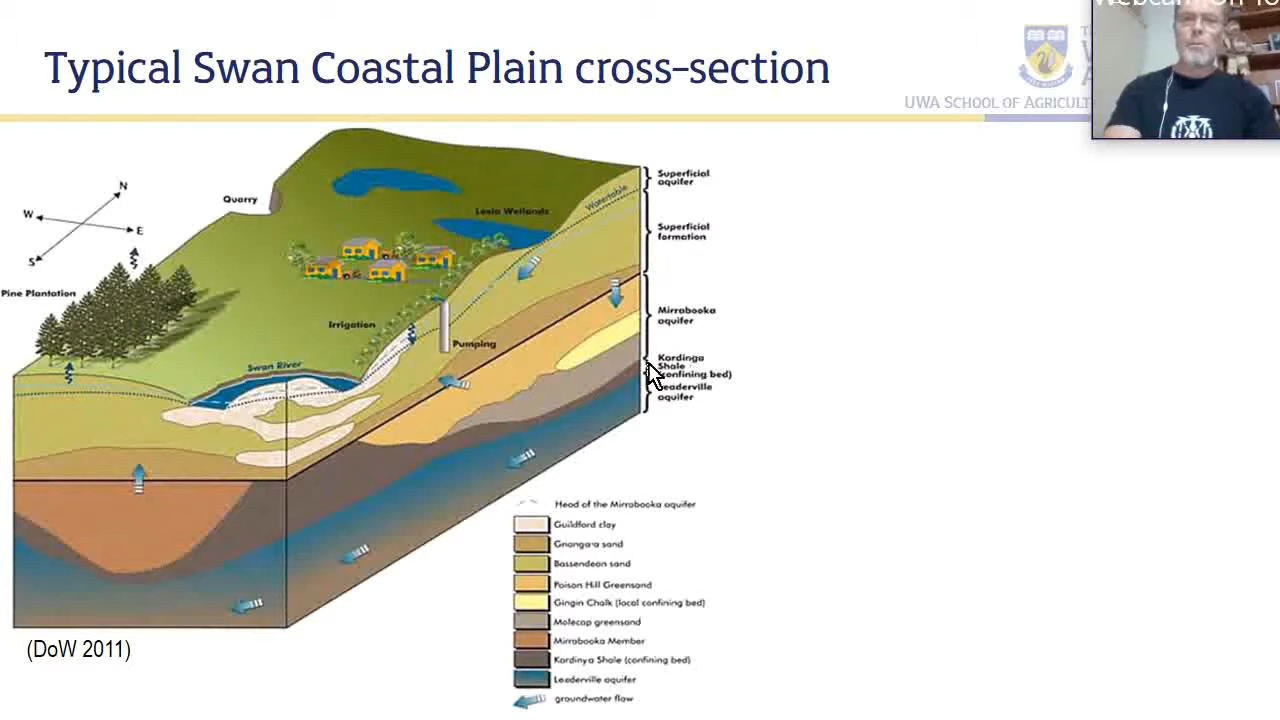 Typical Swan Coastal Plain cross-section
UWA SCHOOL OF AGRICULT
N
W
E
S
Quarry
Lexia Wetlands
Watertable
Pine Plantation
Irrigation
Pumping
Swan River
Superficial
aquifer
Superficial
formation
Mirrabooka
aquifer
Kardinga
Shale
(confining bed)
Leederville
aquifer
Head of the Mirrabooka aquifer
Guildford clay
Gnangara sand
Bassendean sand
Poison Hill Greensand
Gingin Chalk (local confining bed)
Molecap greensand
Mirrabooka Member
Kardinya Shale (confining bed)
Leederville aquifer
groundwater flow
(DoW 2011)